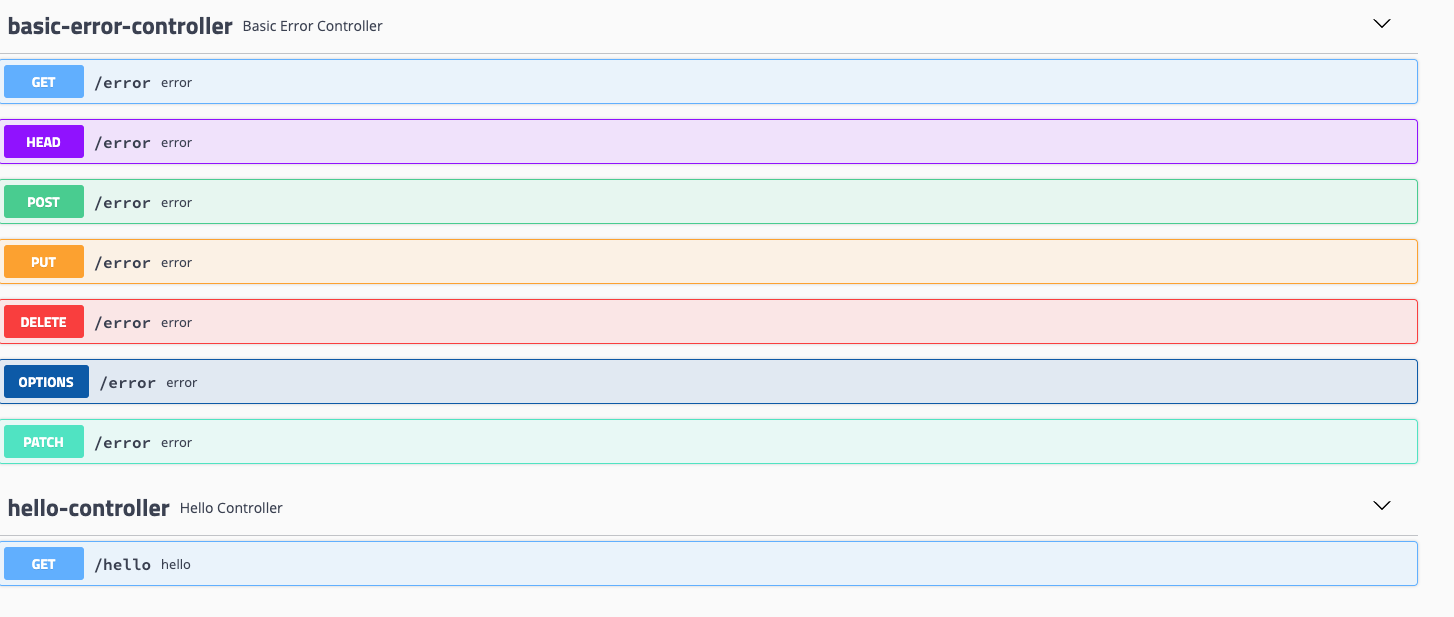 basic-error-controller Basic Error Controller
GET /error error
HEAD /error error
POST /error error
PUT /error error
DELETE /error error
OPTIONS /error error
PATCH /error error
hello-controller Hello Controller
GET /hello hello